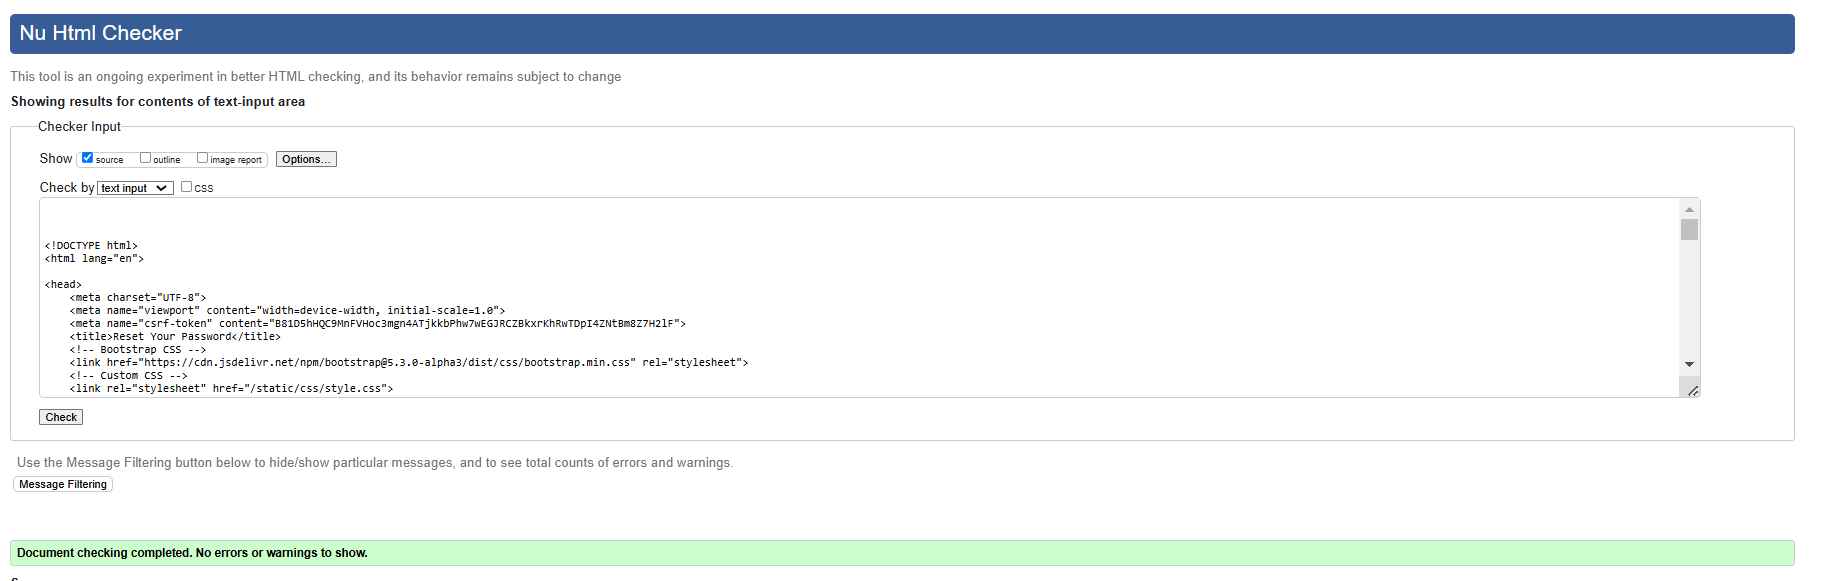 Nu Html Checker
This tool is an ongoing experiment in better HTML checking, and its behavior remains subject to change
Showing results for contents of text-input area
Checker Input
Show source outline image report Options...
Check by text input css
<!DOCTYPE html>
<html lang="en">
<head>
<meta charset="UTF-8">
<meta name="viewport" content="width=device-width, initial-scale=1.0">
<meta name="csrf-token" content="B81D5hHQC9MnFVHoc3mgn4ATjkkbPhw7wEGJRCZBkxrKhRwTDpI4ZNtBm8Z7H2lF">
<title>Reset Your Password</title>
<!-- Bootstrap CSS -->
<link href="https://cdn.jsdelivr.net/npm/bootstrap@5.3.0-alpha3/dist/css/bootstrap.min.css" rel="stylesheet">
<!-- Custom CSS -->
<link rel="stylesheet" href="/static/css/style.css">
Check
Use the Message Filtering button below to hide/show particular messages, and to see total counts of errors and warnings.
Message Filtering
Document checking completed. No errors or warnings to show.